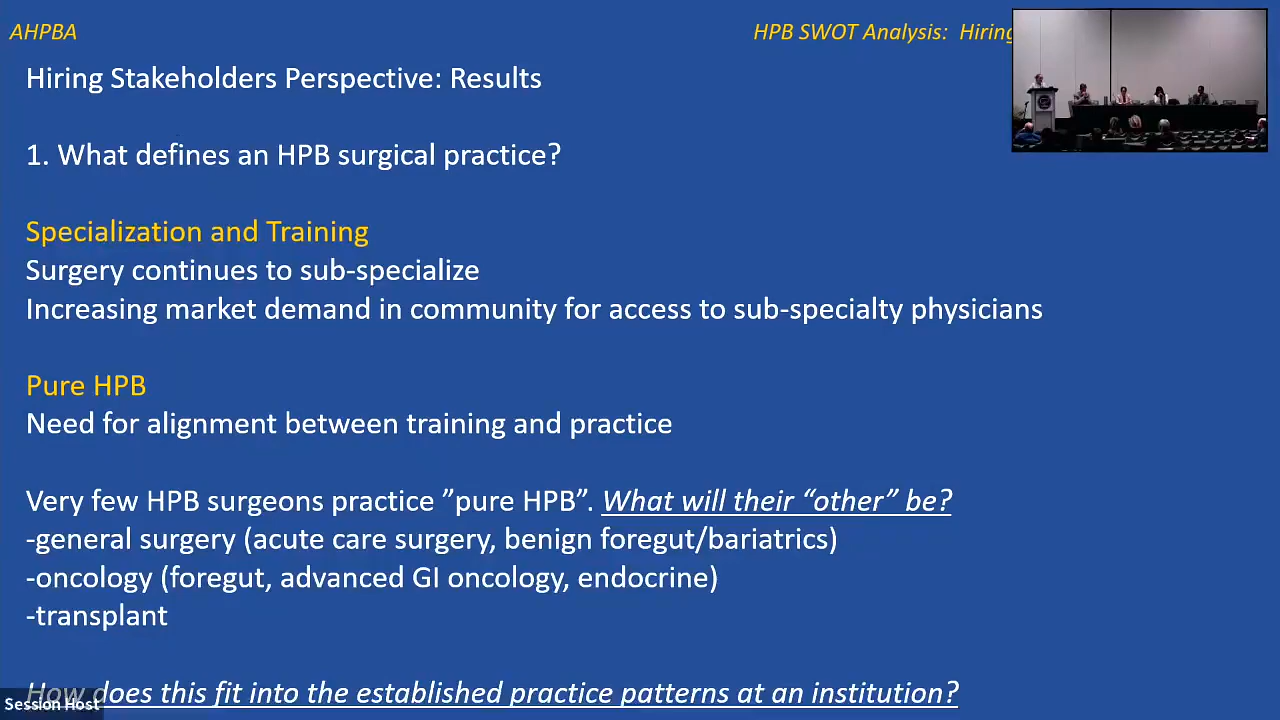 AHPBA
HPB SWOT Analysis:  Hiring
Hiring Stakeholders Perspective: Results
1. What defines an HPB surgical practice?
Specialization and Training
Surgery continues to sub-specialize
Increasing market demand in community for access to sub-specialty physicians
Pure HPB
Need for alignment between training and practice
Very few HPB surgeons practice ”pure HPB”. What will their “other” be?
-general surgery (acute care surgery, benign foregut/bariatrics)
-oncology (foregut, advanced GI oncology, endocrine)
-transplant
How does this fit into the established practice patterns at an institution?
Session Host